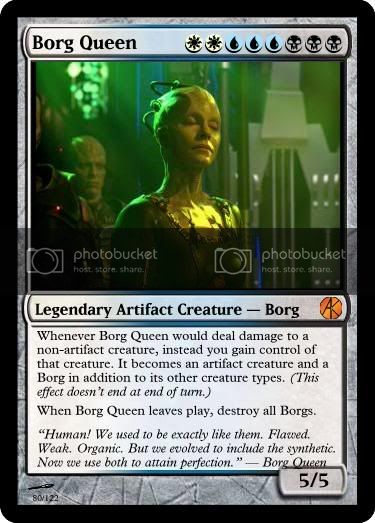 Borg Queen
photobucket
host. store. share.
photobucket
host. store. share.
Legendary Artifact Creature — Borg
AK
Whenever Borg Queen would deal damage to a
non-artifact creature, instead you gain control of
that creature. It becomes an artifact creature and a
Borg in addition to its other creature types. (This
effect doesn't end at end of turn.)
When Borg Queen leaves play, destroy all Borgs.
“Human! We used to be exactly like them. Flawed.
Weak. Organic. But we evolved to include the synthetic.
Now we use both to attain perfection.” — Borg Queen
5/5
80/122